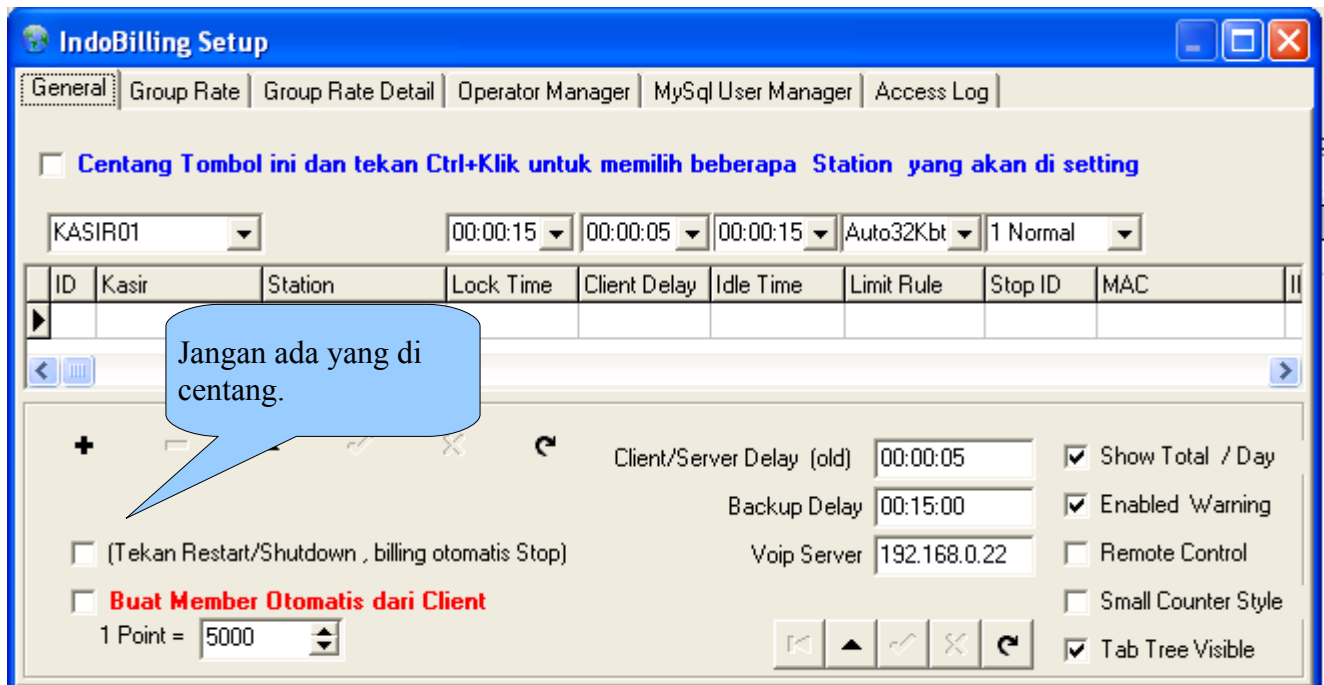 IndoBilling Setup
General Group Rate Group Rate Detail Operator Manager MySql User Manager Access Log
Centang Tombol ini dan tekan Ctrl+Klik untuk memilih beberapa Station yang akan di setting
KASIR01 00:00:15 00:00:05 00:00:15 Auto32Kbt 1 Normal
ID Kasir Station Lock Time Client Delay Idle Time Limit Rule Stop ID MAC
Jangan ada yang di
centang.
Client/Server Delay (old) 00:00:05 Show Total / Day
Backup Delay 00:15:00 Enabled Warning
(Tekan Restart/Shutdown , billing otomatis Stop) Voip Server 192.168.0.22 Remote Control
Buat Member Otomatis dari Client Small Counter Style
1 Point = 5000 Tab Tree Visible